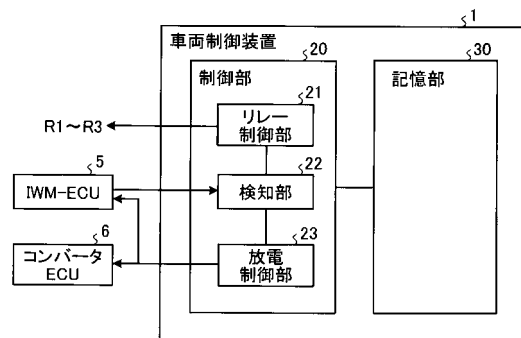 1
車両制御装置
20
30
制御部
記憶部
21
リレー
制御部
R1～R3
5
22
IWM-ECU
検知部
6
23
コンバータ
ECU
放電
制御部